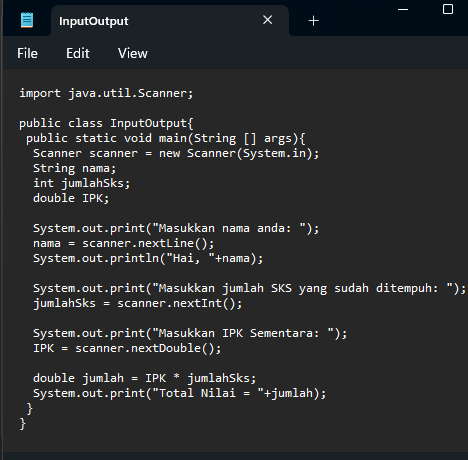 InputOutput
File Edit View
import java.util.Scanner;
public class InputOutput{
public static void main(String [] args){
Scanner scanner = new Scanner(System.in);
String nama;
int jumlahSks;
double IPK;
System.out.print("Masukkan nama anda: ");
nama = scanner.nextLine();
System.out.println("Hai, "+nama);
System.out.print("Masukkan jumlah SKS yang sudah ditempuh: ");
jumlahSks = scanner.nextInt();
System.out.print("Masukkan IPK Sementara: ");
IPK = scanner.nextDouble();
double jumlah = IPK * jumlahSks;
System.out.print("Total Nilai = "+jumlah);
}
}